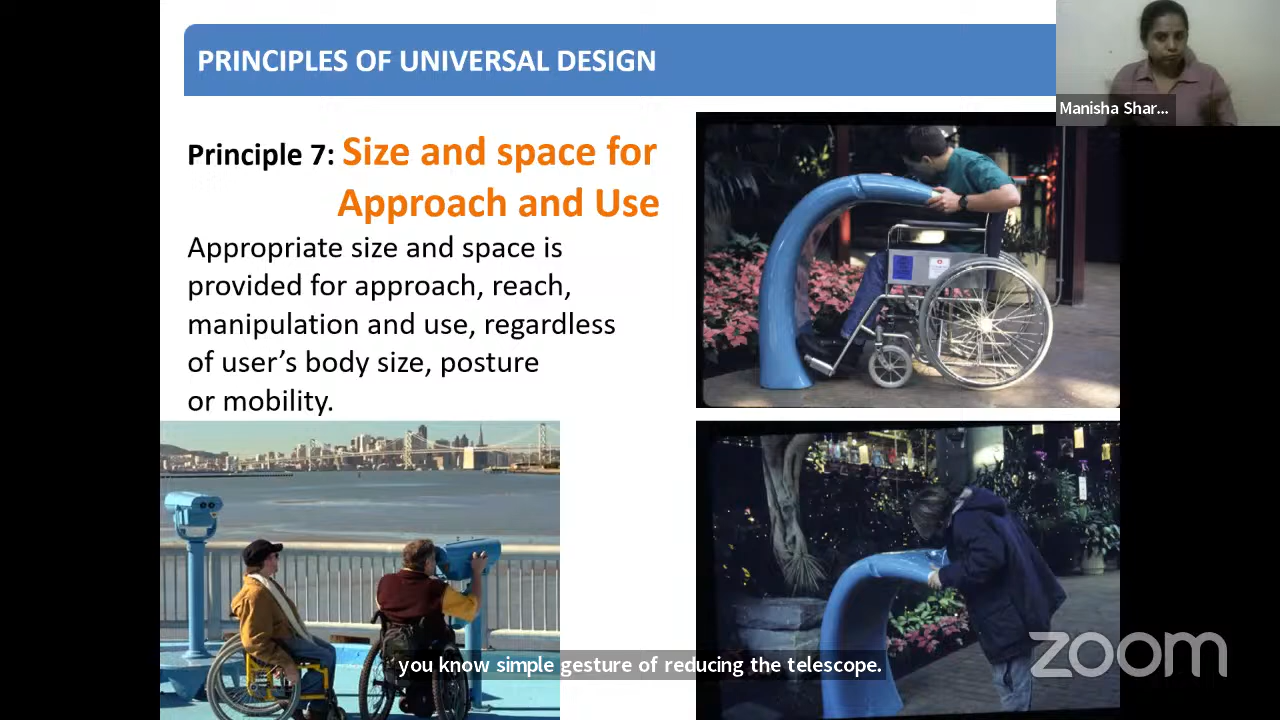 PRINCIPLES OF UNIVERSAL DESIGN
Manisha Shar...
Principle 7: Size and space for
Approach and Use
Appropriate size and space is
provided for approach, reach,
manipulation and use, regardless
of user’s body size, posture
or mobility.
you know simple gesture of reducing the telescope.
zoom